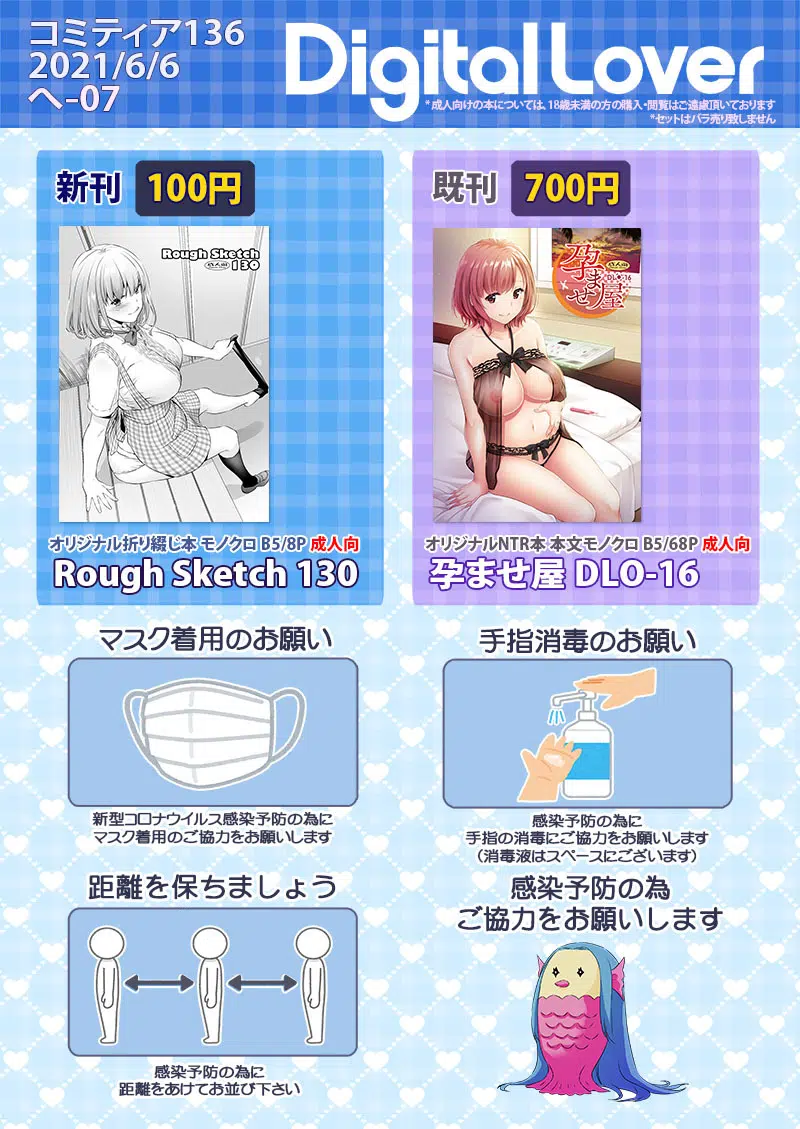 コミティア136
2021/6/6
へ-07
Digital Lover
*成人向けの本については、18歳未満の方の購入・閲覧はご遠慮頂いております
*セットはバラ売り致しません
新刊 100円
Rough Sketch
成人向
130
オリジナル折り綴じ本 モノクロ B5/8P 成人向
Rough Sketch 130
既刊 700円
孕ませ屋
成人向
DLO-16
オリジナルNTR本 本文モノクロ B5/68P 成人向
孕ませ屋 DLO-16
マスク着用のお願い
新型コロナウイルス感染予防の為に
マスク着用のご協力をお願いします
手指消毒のお願い
感染予防の為に
手指の消毒にご協力をお願いします
(消毒液はスペースにございます)
距離を保ちましょう
感染予防の為に
距離をあけてお並び下さい
感染予防の為
ご協力をお願いします